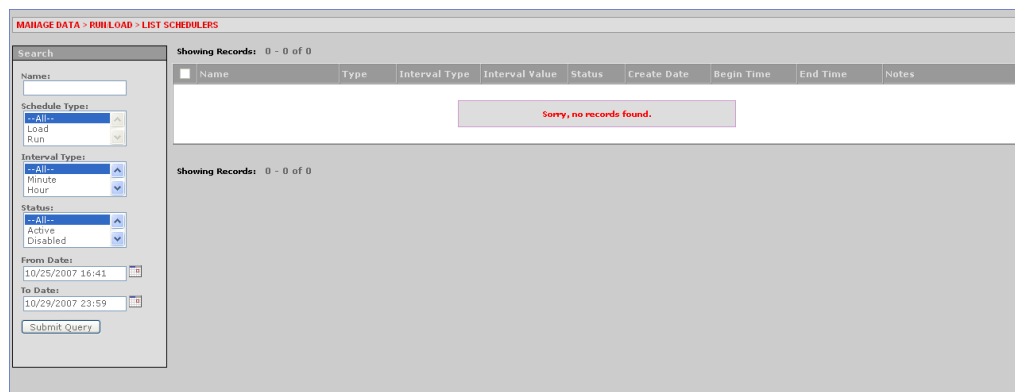 MANAGE DATA > RUN/LOAD > LIST SCHEDULERS
Search
Name:
Schedule Type:
--All--
Load
Run
Interval Type:
--All--
Minute
Hour
Status:
--All--
Active
Disabled
From Date:
10/25/2007 16:41
To Date:
10/29/2007 23:59
Submit Query
Showing Records: 0 - 0 of 0
Name Type Interval Type Interval Value Status Create Date Begin Time End Time Notes
Sorry, no records found.
Showing Records: 0 - 0 of 0